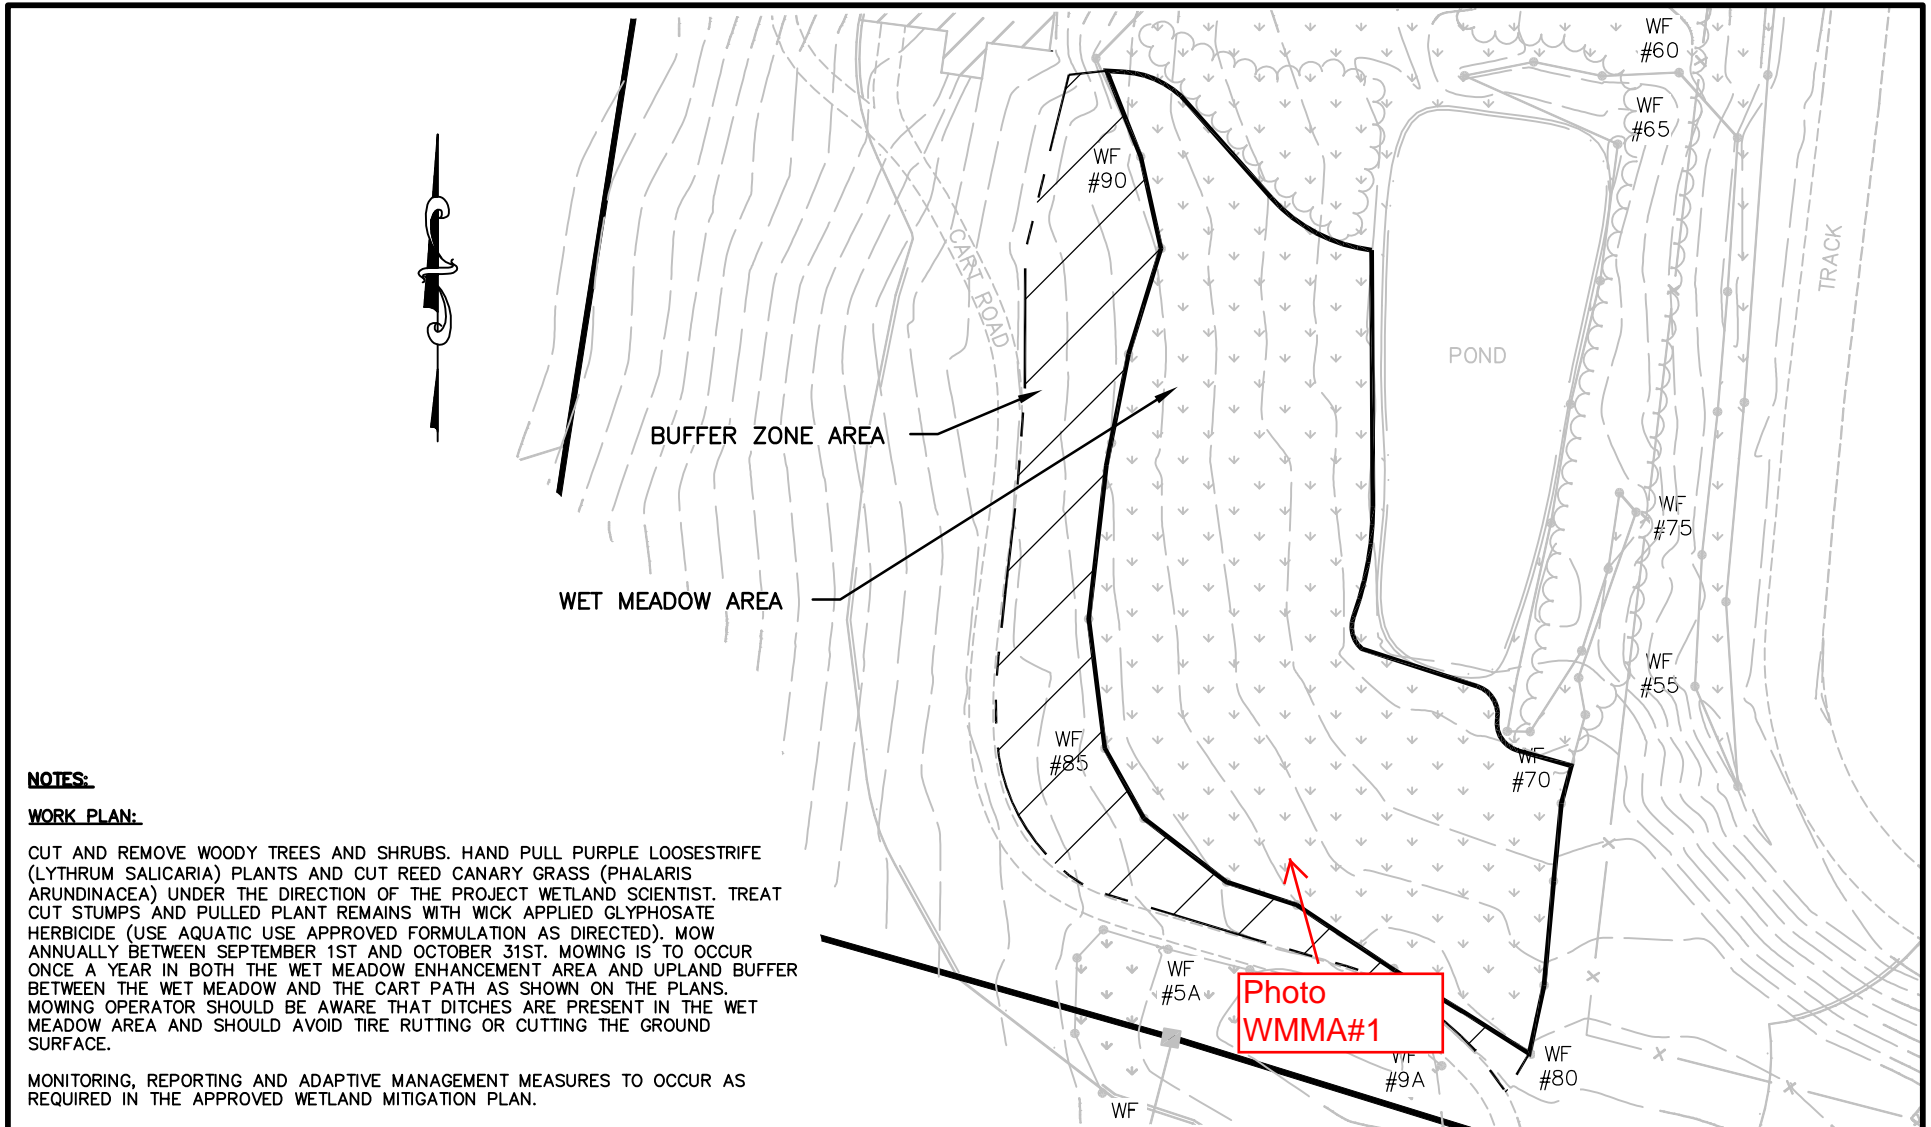 WF
#60
WF
#65
WF
#90
CART ROAD
TRACK
POND
BUFFER ZONE AREA
WF
#75
WET MEADOW AREA
WF
#55
WF
#85
WF
#70
NOTES:
WORK PLAN:
CUT AND REMOVE WOODY TREES AND SHRUBS. HAND PULL PURPLE LOOSESTRIFE
(LYTHRUM SALICARIA) PLANTS AND CUT REED CANARY GRASS (PHALARIS
ARUNDINACEA) UNDER THE DIRECTION OF THE PROJECT WETLAND SCIENTIST. TREAT
CUT STUMPS AND PULLED PLANT REMAINS WITH WICK APPLIED GLYPHOSATE
HERBICIDE (USE AQUATIC USE APPROVED FORMULATION AS DIRECTED). MOW
ANNUALLY BETWEEN SEPTEMBER 1ST AND OCTOBER 31ST. MOWING IS TO OCCUR
ONCE A YEAR IN BOTH THE WET MEADOW ENHANCEMENT AREA AND UPLAND BUFFER
BETWEEN THE WET MEADOW AND THE CART PATH AS SHOWN ON THE PLANS.
MOWING OPERATOR SHOULD BE AWARE THAT DITCHES ARE PRESENT IN THE WET
MEADOW AREA AND SHOULD AVOID TIRE RUTTING OR CUTTING THE GROUND
SURFACE.
MONITORING, REPORTING AND ADAPTIVE MANAGEMENT MEASURES TO OCCUR AS
REQUIRED IN THE APPROVED WETLAND MITIGATION PLAN.
WF
#5A
Photo
WMMA#1
WF
#9A
WF
#80
WF